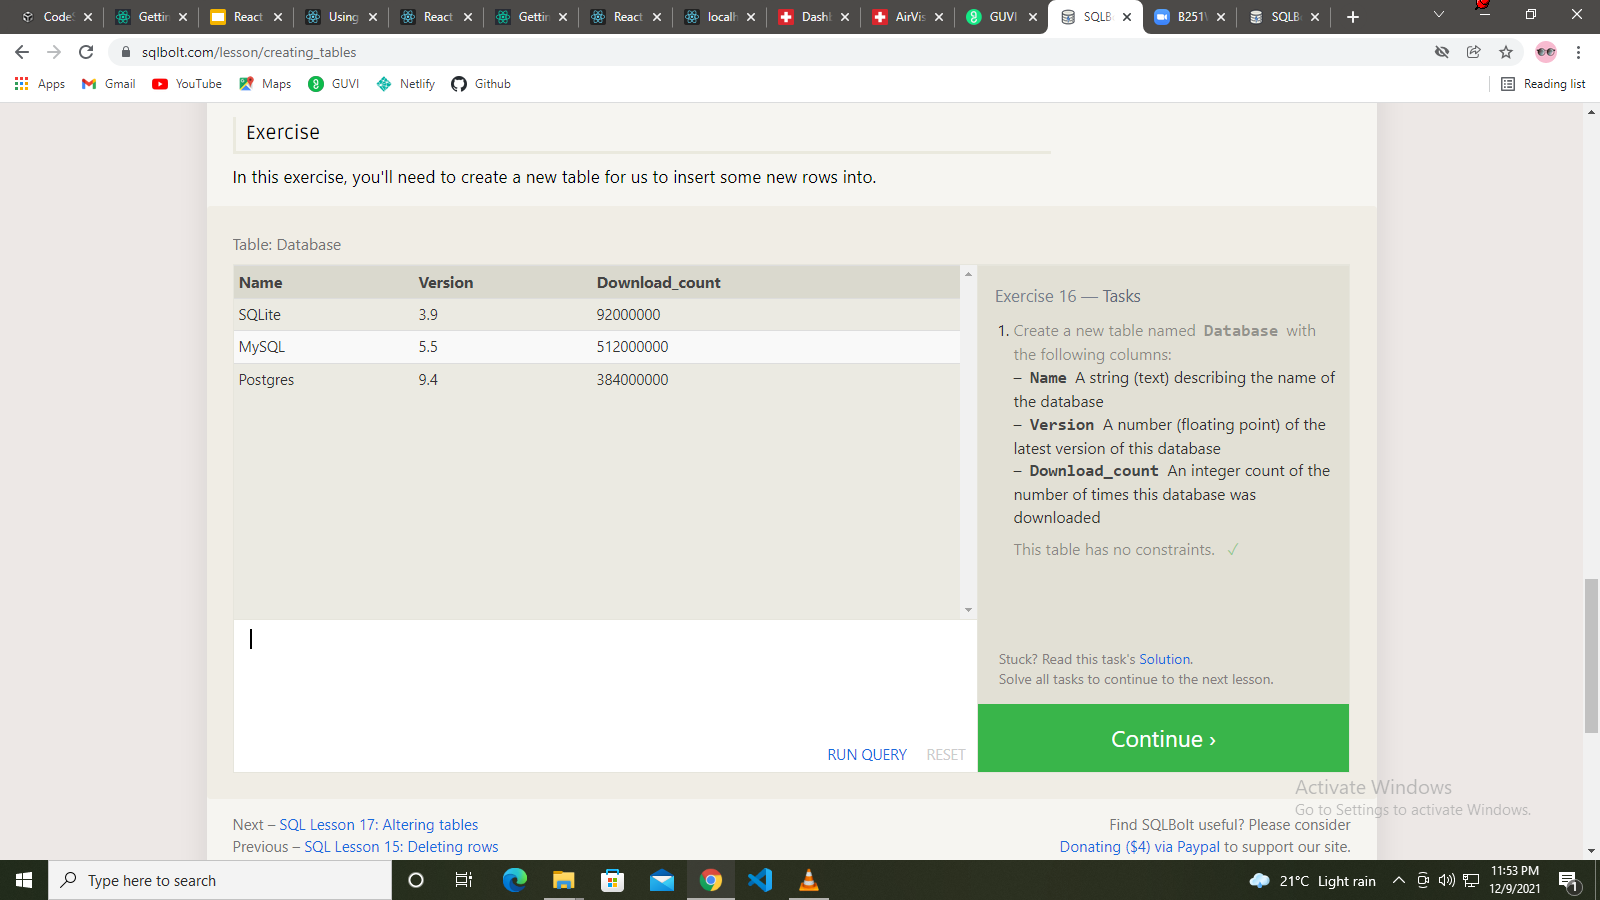 CodeS
Gettin
React
Using
React
Gettin
React
localh
Dashb
AirVis
GUVI
SQLBo
B251W
SQLBo
sqlbolt.com/lesson/creating_tables
Apps
Gmail
YouTube
Maps
GUVI
Netlify
Github
Reading list
Exercise
In this exercise, you'll need to create a new table for us to insert some new rows into.
Table: Database
Name Version Download_count
SQLite 3.9 92000000
MySQL 5.5 512000000
Postgres 9.4 384000000
RUN QUERY RESET
Exercise 16 — Tasks
1. Create a new table named Database with
the following columns:
– Name A string (text) describing the name of
the database
– Version A number (floating point) of the
latest version of this database
– Download_count An integer count of the
number of times this database was
downloaded
This table has no constraints. ✓
Stuck? Read this task's Solution.
Solve all tasks to continue to the next lesson.
Continue ›
Activate Windows
Go to Settings to activate Windows.
Next – SQL Lesson 17: Altering tables
Previous – SQL Lesson 15: Deleting rows
Find SQLBolt useful? Please consider
Donating ($4) via Paypal to support our site.
Type here to search
21°C Light rain
11:53 PM
12/9/2021
1